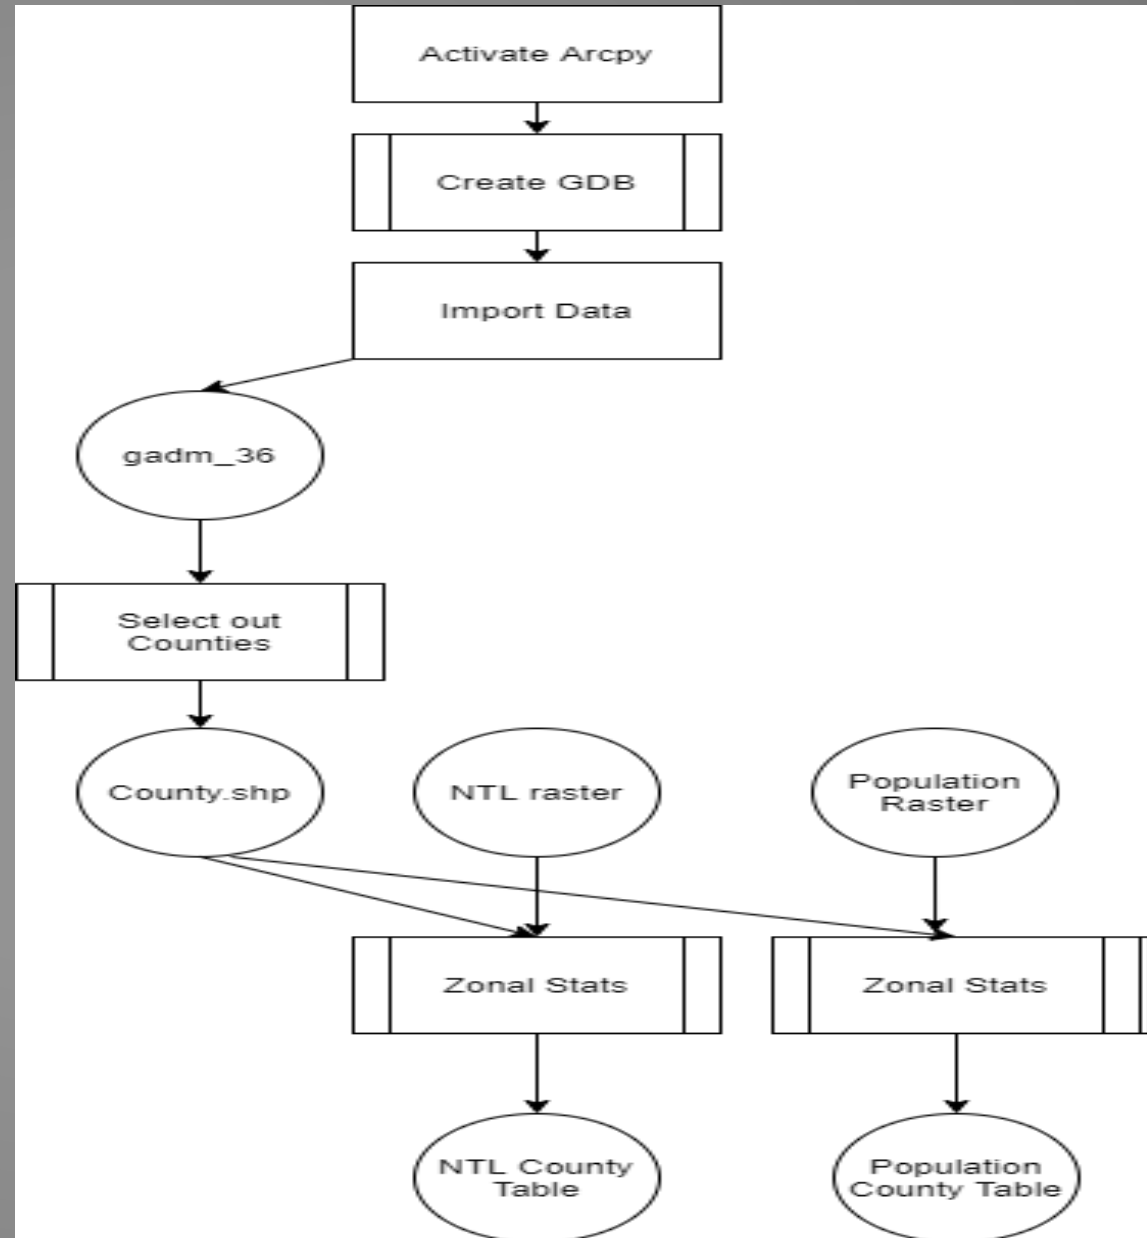 Activate Arcpy
Create GDB
Import Data
gadm_36
Select out
Counties
County.shp
NTL raster
Population
Raster
Zonal Stats
Zonal Stats
NTL County
Table
Population
County Table